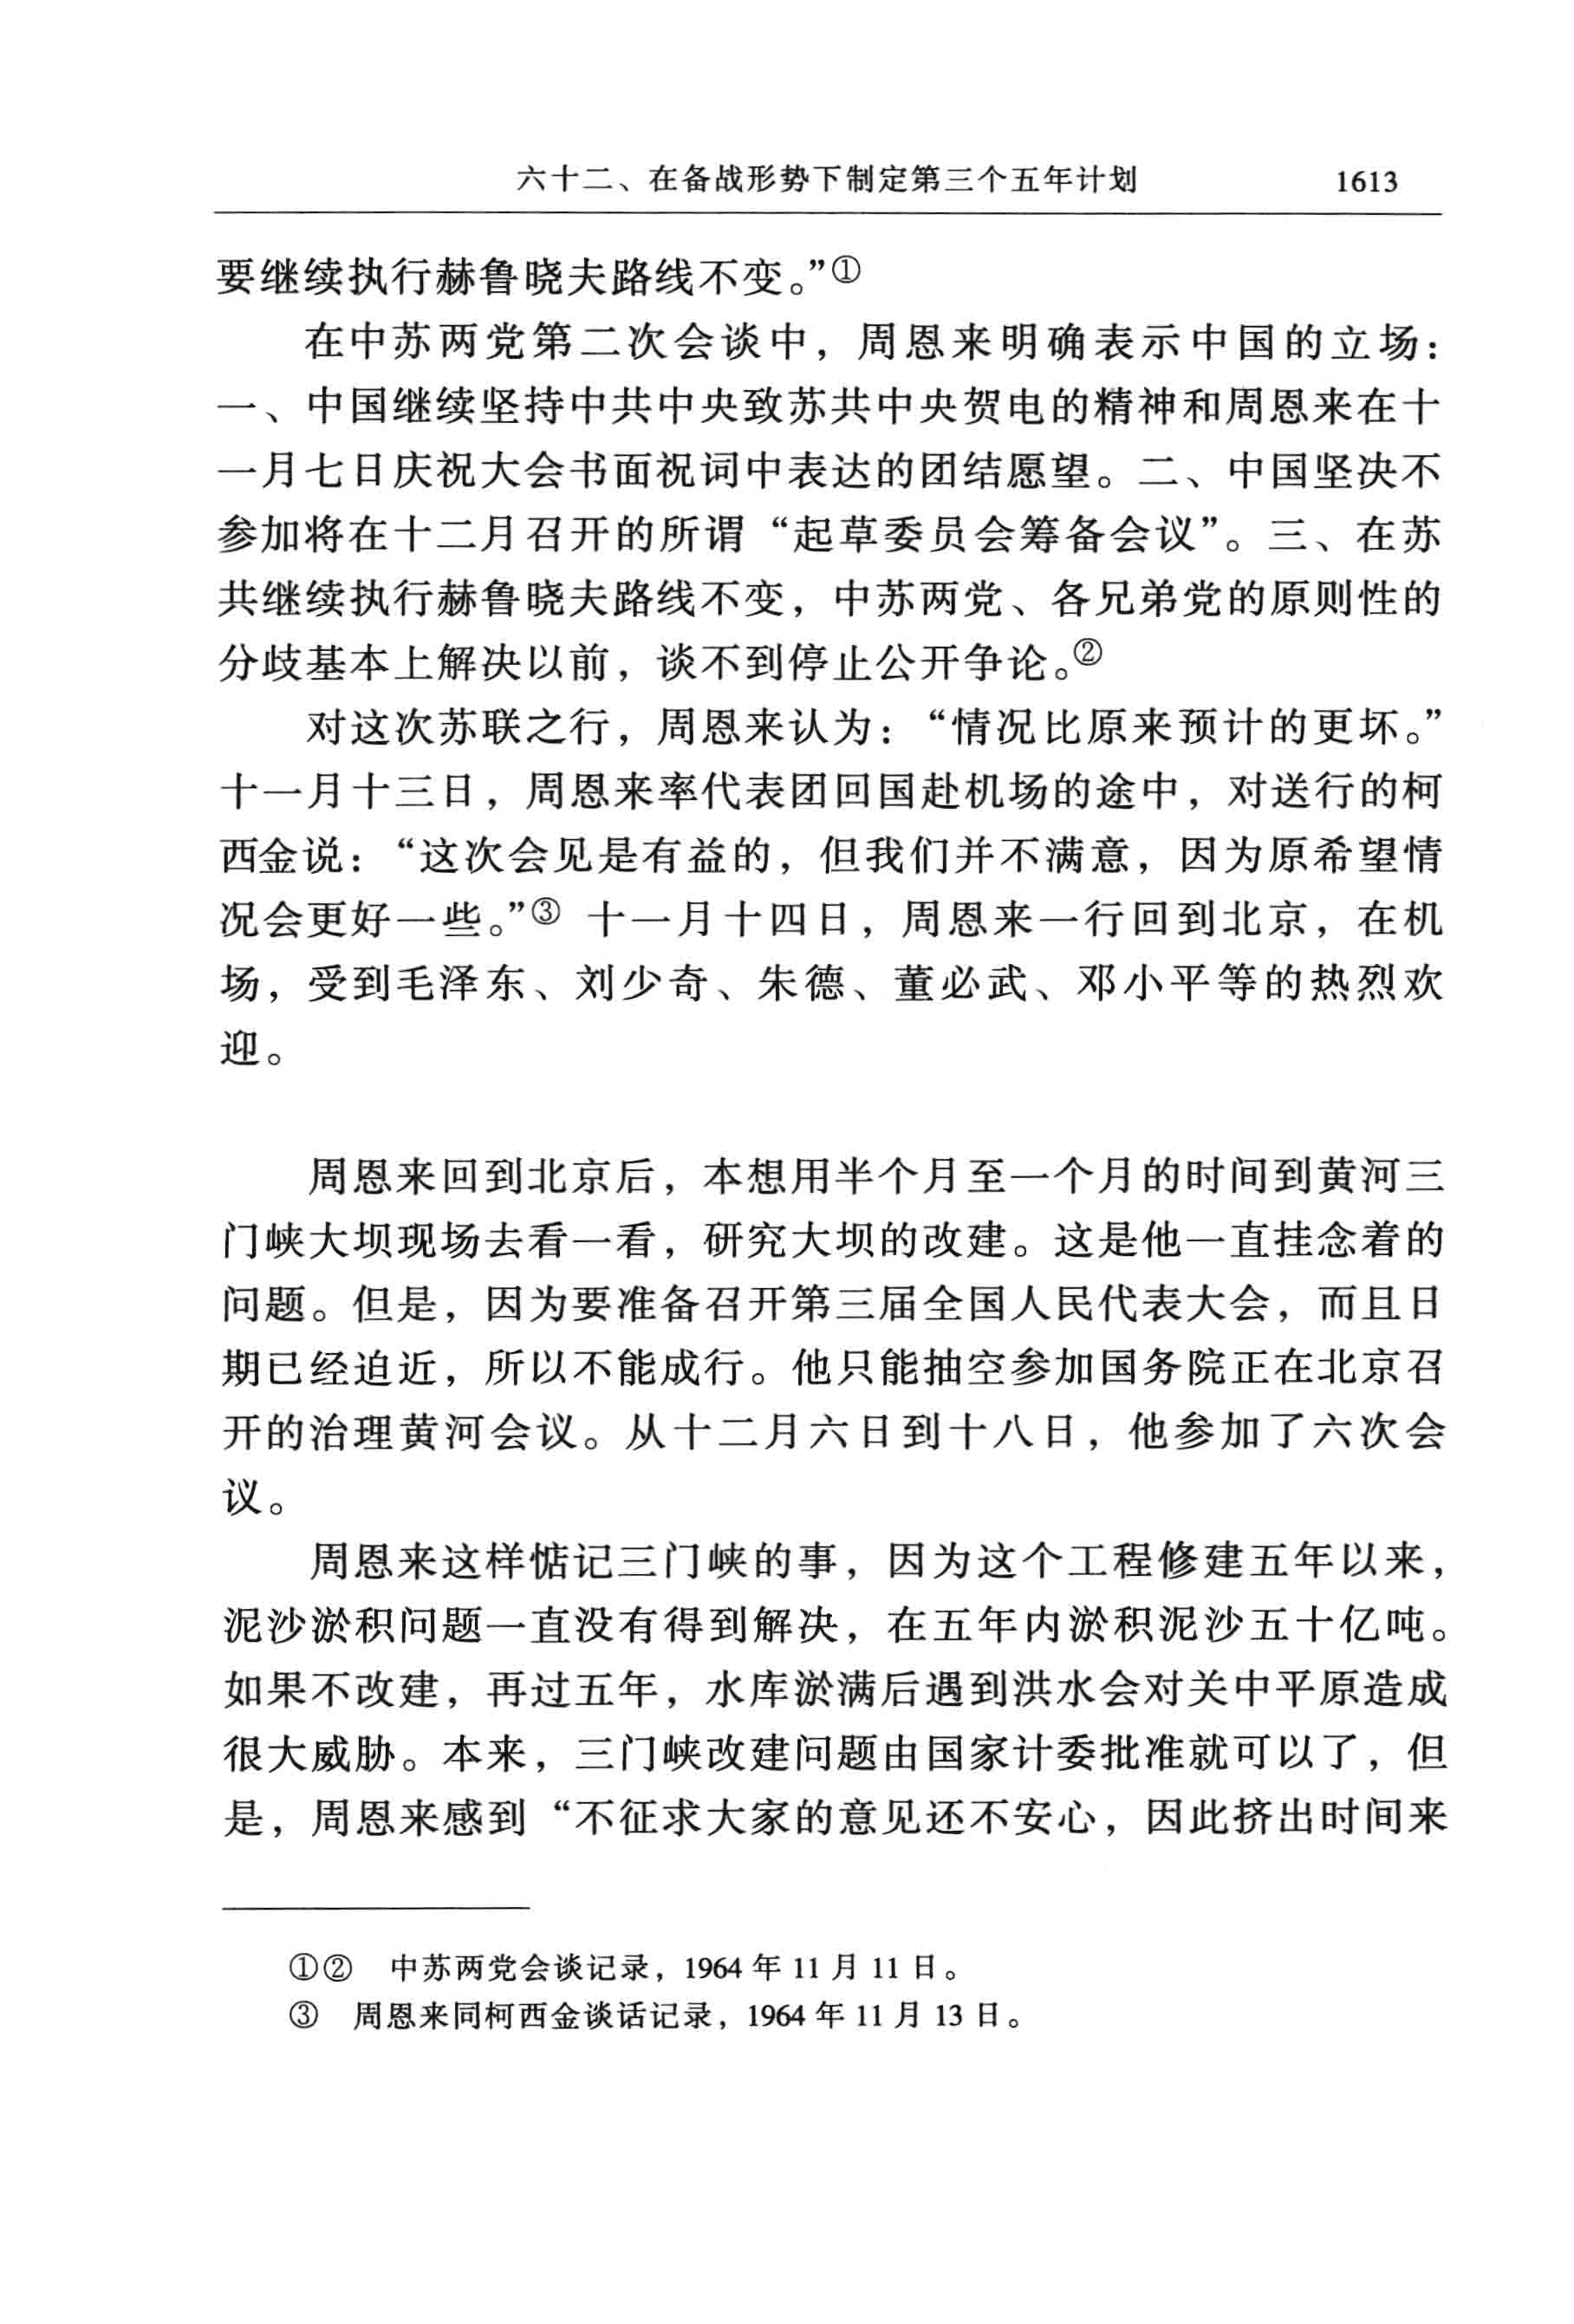 六十二、在备战形势下制定第三个五年计划 1613
要继续执行赫鲁晓夫路线不变。”①
在中苏两党第二次会谈中，周恩来明确表示中国的立场：
一、中国继续坚持中共中央致苏共中央贺电的精神和周恩来在十
一月七日庆祝大会书面祝词中表达的团结愿望。二、中国坚决不
参加将在十二月召开的所谓“起草委员会筹备会议”。三、在苏
共继续执行赫鲁晓夫路线不变，中苏两党、各兄弟党的原则性的
分歧基本上解决以前，谈不到停止公开争论。②
对这次苏联之行，周恩来认为：“情况比原来预计的更坏。”
十一月十三日，周恩来率代表团回国赴机场的途中，对送行的柯
西金说：“这次会见是有益的，但我们并不满意，因为原希望情
况会更好一些。”③ 十一月十四日，周恩来一行回到北京，在机
场，受到毛泽东、刘少奇、朱德、董必武、邓小平等的热烈欢
迎。
周恩来回到北京后，本想用半个月至一个月的时间到黄河三
门峡大坝现场去看一看，研究大坝的改建。这是他一直挂念着的
问题。但是，因为要准备召开第三届全国人民代表大会，而且日
期已经迫近，所以不能成行。他只能抽空参加国务院正在北京召
开的治理黄河会议。从十二月六日到十八日，他参加了六次会
议。
周恩来这样惦记三门峡的事，因为这个工程修建五年以来，
泥沙淤积问题一直没有得到解决，在五年内淤积泥沙五十亿吨。
如果不改建，再过五年，水库淤满后遇到洪水会对关中平原造成
很大威胁。本来，三门峡改建问题由国家计委批准就可以了，但
是，周恩来感到“不征求大家的意见还不安心，因此挤出时间来
①② 中苏两党会谈记录，1964 年 11 月 11 日。
③ 周恩来同柯西金谈话记录，1964 年 11 月 13 日。